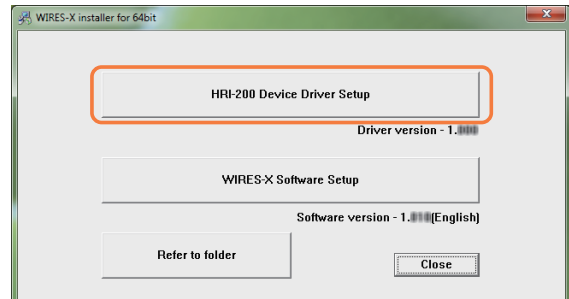 WIRES-X installer for 64bit
HRI-200 Device Driver Setup
Driver version - 1.
WIRES-X Software Setup
Software version - 1. (English)
Refer to folder
Close